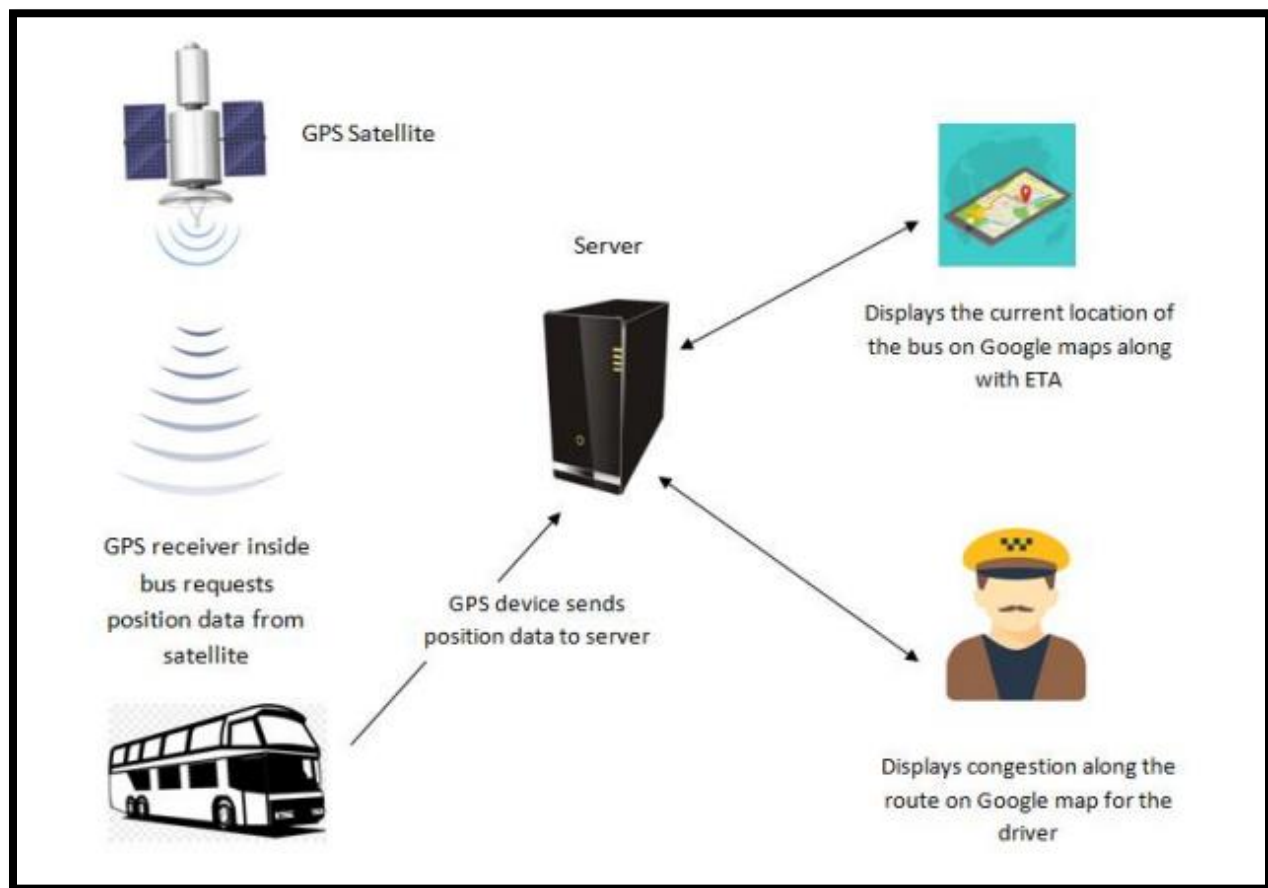 GPS Satellite
Server
Displays the current location of
the bus on Google maps along
with ETA
GPS receiver inside
bus requests
position data from
satellite
GPS device sends
position data to server
Displays congestion along the
route on Google map for the
driver